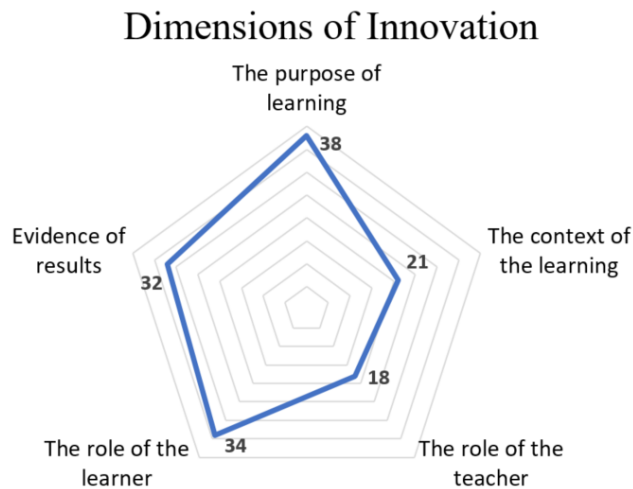 Dimensions of Innovation
The purpose of
learning
38
Evidence of
results
32
21
The context of
the learning
18
34
The role of the
learner
The role of the
teacher